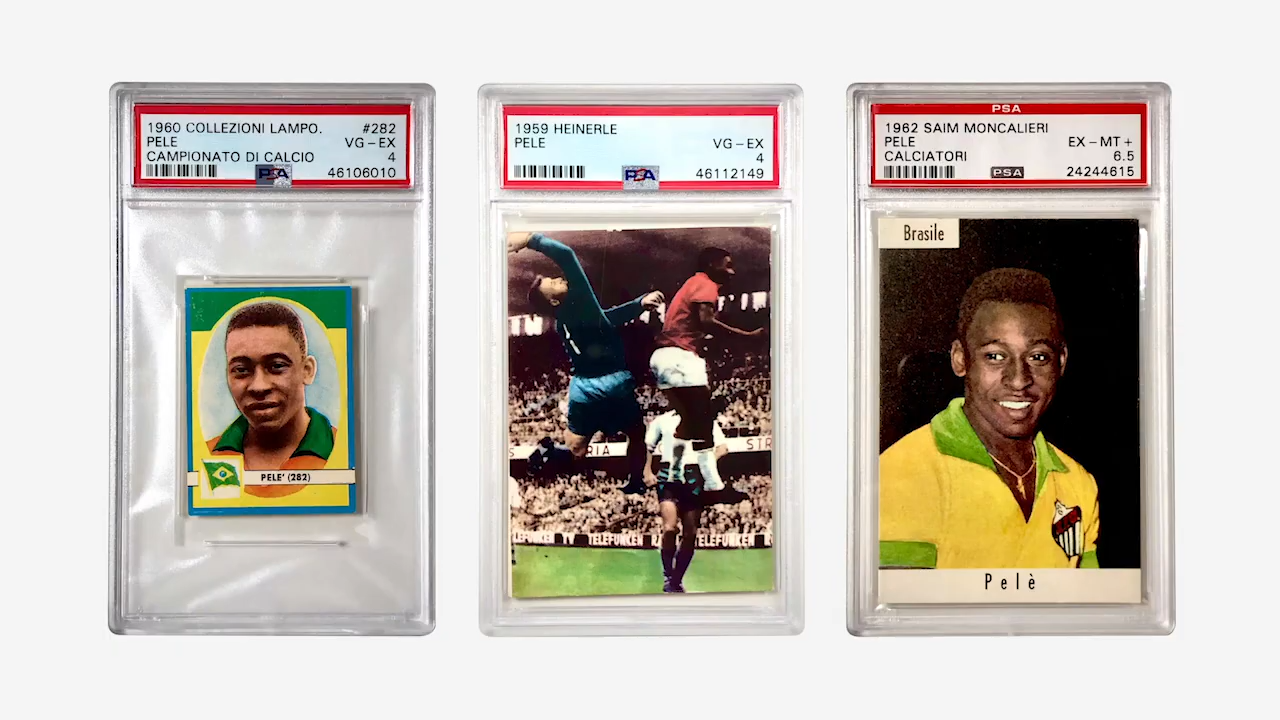 1960 COLLEZIONI LAMPO. #282
PELE VG-EX
CAMPIONATO DI CALCIO 4
PSA 46106010
PELE' (282)
1959 HEINERLE
PELE VG-EX
4
PSA 46112149
RIA STR
TELEFUNKEN TELEFUNKEN
PSA
1962 SAIM MONCALIERI
PELE EX-MT+
CALCIATORI 6.5
PSA 24244615
Brasile
Pelè